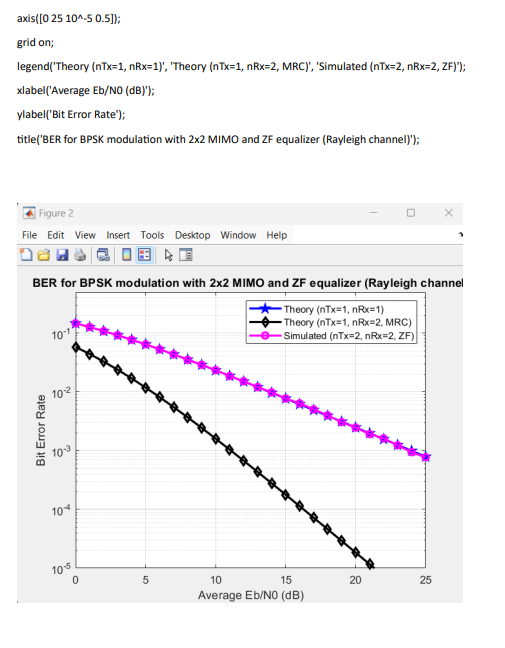 axis([0 25 10^-5 0.5]);
grid on;
legend('Theory (nTx=1, nRx=1)', 'Theory (nTx=1, nRx=2, MRC)', 'Simulated (nTx=2, nRx=2, ZF)');
xlabel('Average Eb/N0 (dB)');
ylabel('Bit Error Rate');
title('BER for BPSK modulation with 2x2 MIMO and ZF equalizer (Rayleigh channel)');
Figure 2
File Edit View Insert Tools Desktop Window Help
BER for BPSK modulation with 2x2 MIMO and ZF equalizer (Rayleigh channel
Theory (nTx=1, nRx=1)
Theory (nTx=1, nRx=2, MRC)
Simulated (nTx=2, nRx=2, ZF)
10-1
10-2
10-3
10-4
10-5
Bit Error Rate
0 5 10 15 20 25
Average Eb/N0 (dB)